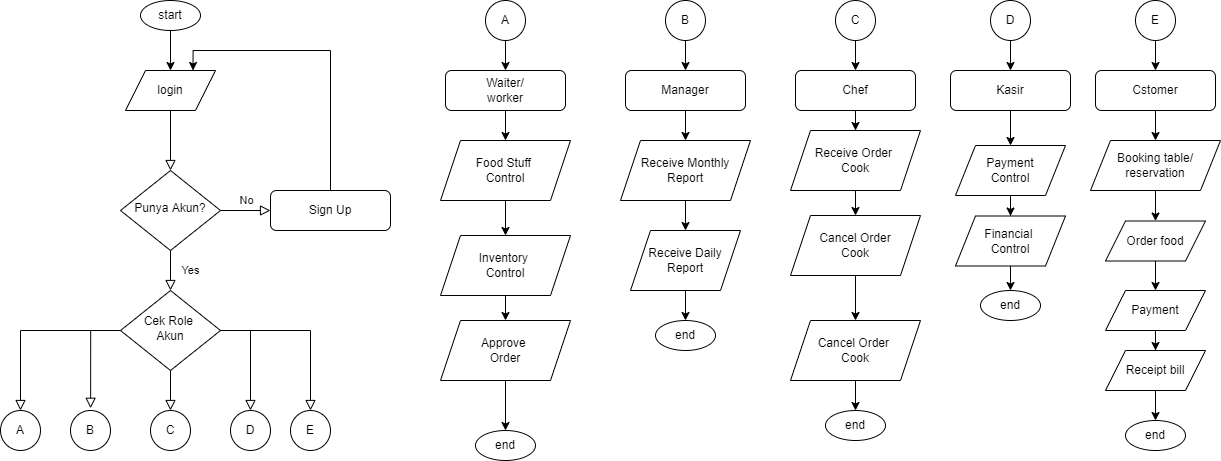 start
login
Punya Akun?
No
Sign Up
Yes
Cek Role
Akun
A
B
C
D
E
A
Waiter/
worker
Food Stuff
Control
Inventory
Control
Approve
Order
end
B
Manager
Receive Monthly
Report
Receive Daily
Report
end
C
Chef
Receive Order
Cook
Cancel Order
Cook
Cancel Order
Cook
end
D
Kasir
Payment
Control
Financial
Control
end
E
Cstomer
Booking table/
reservation
Order food
Payment
Receipt bill
end